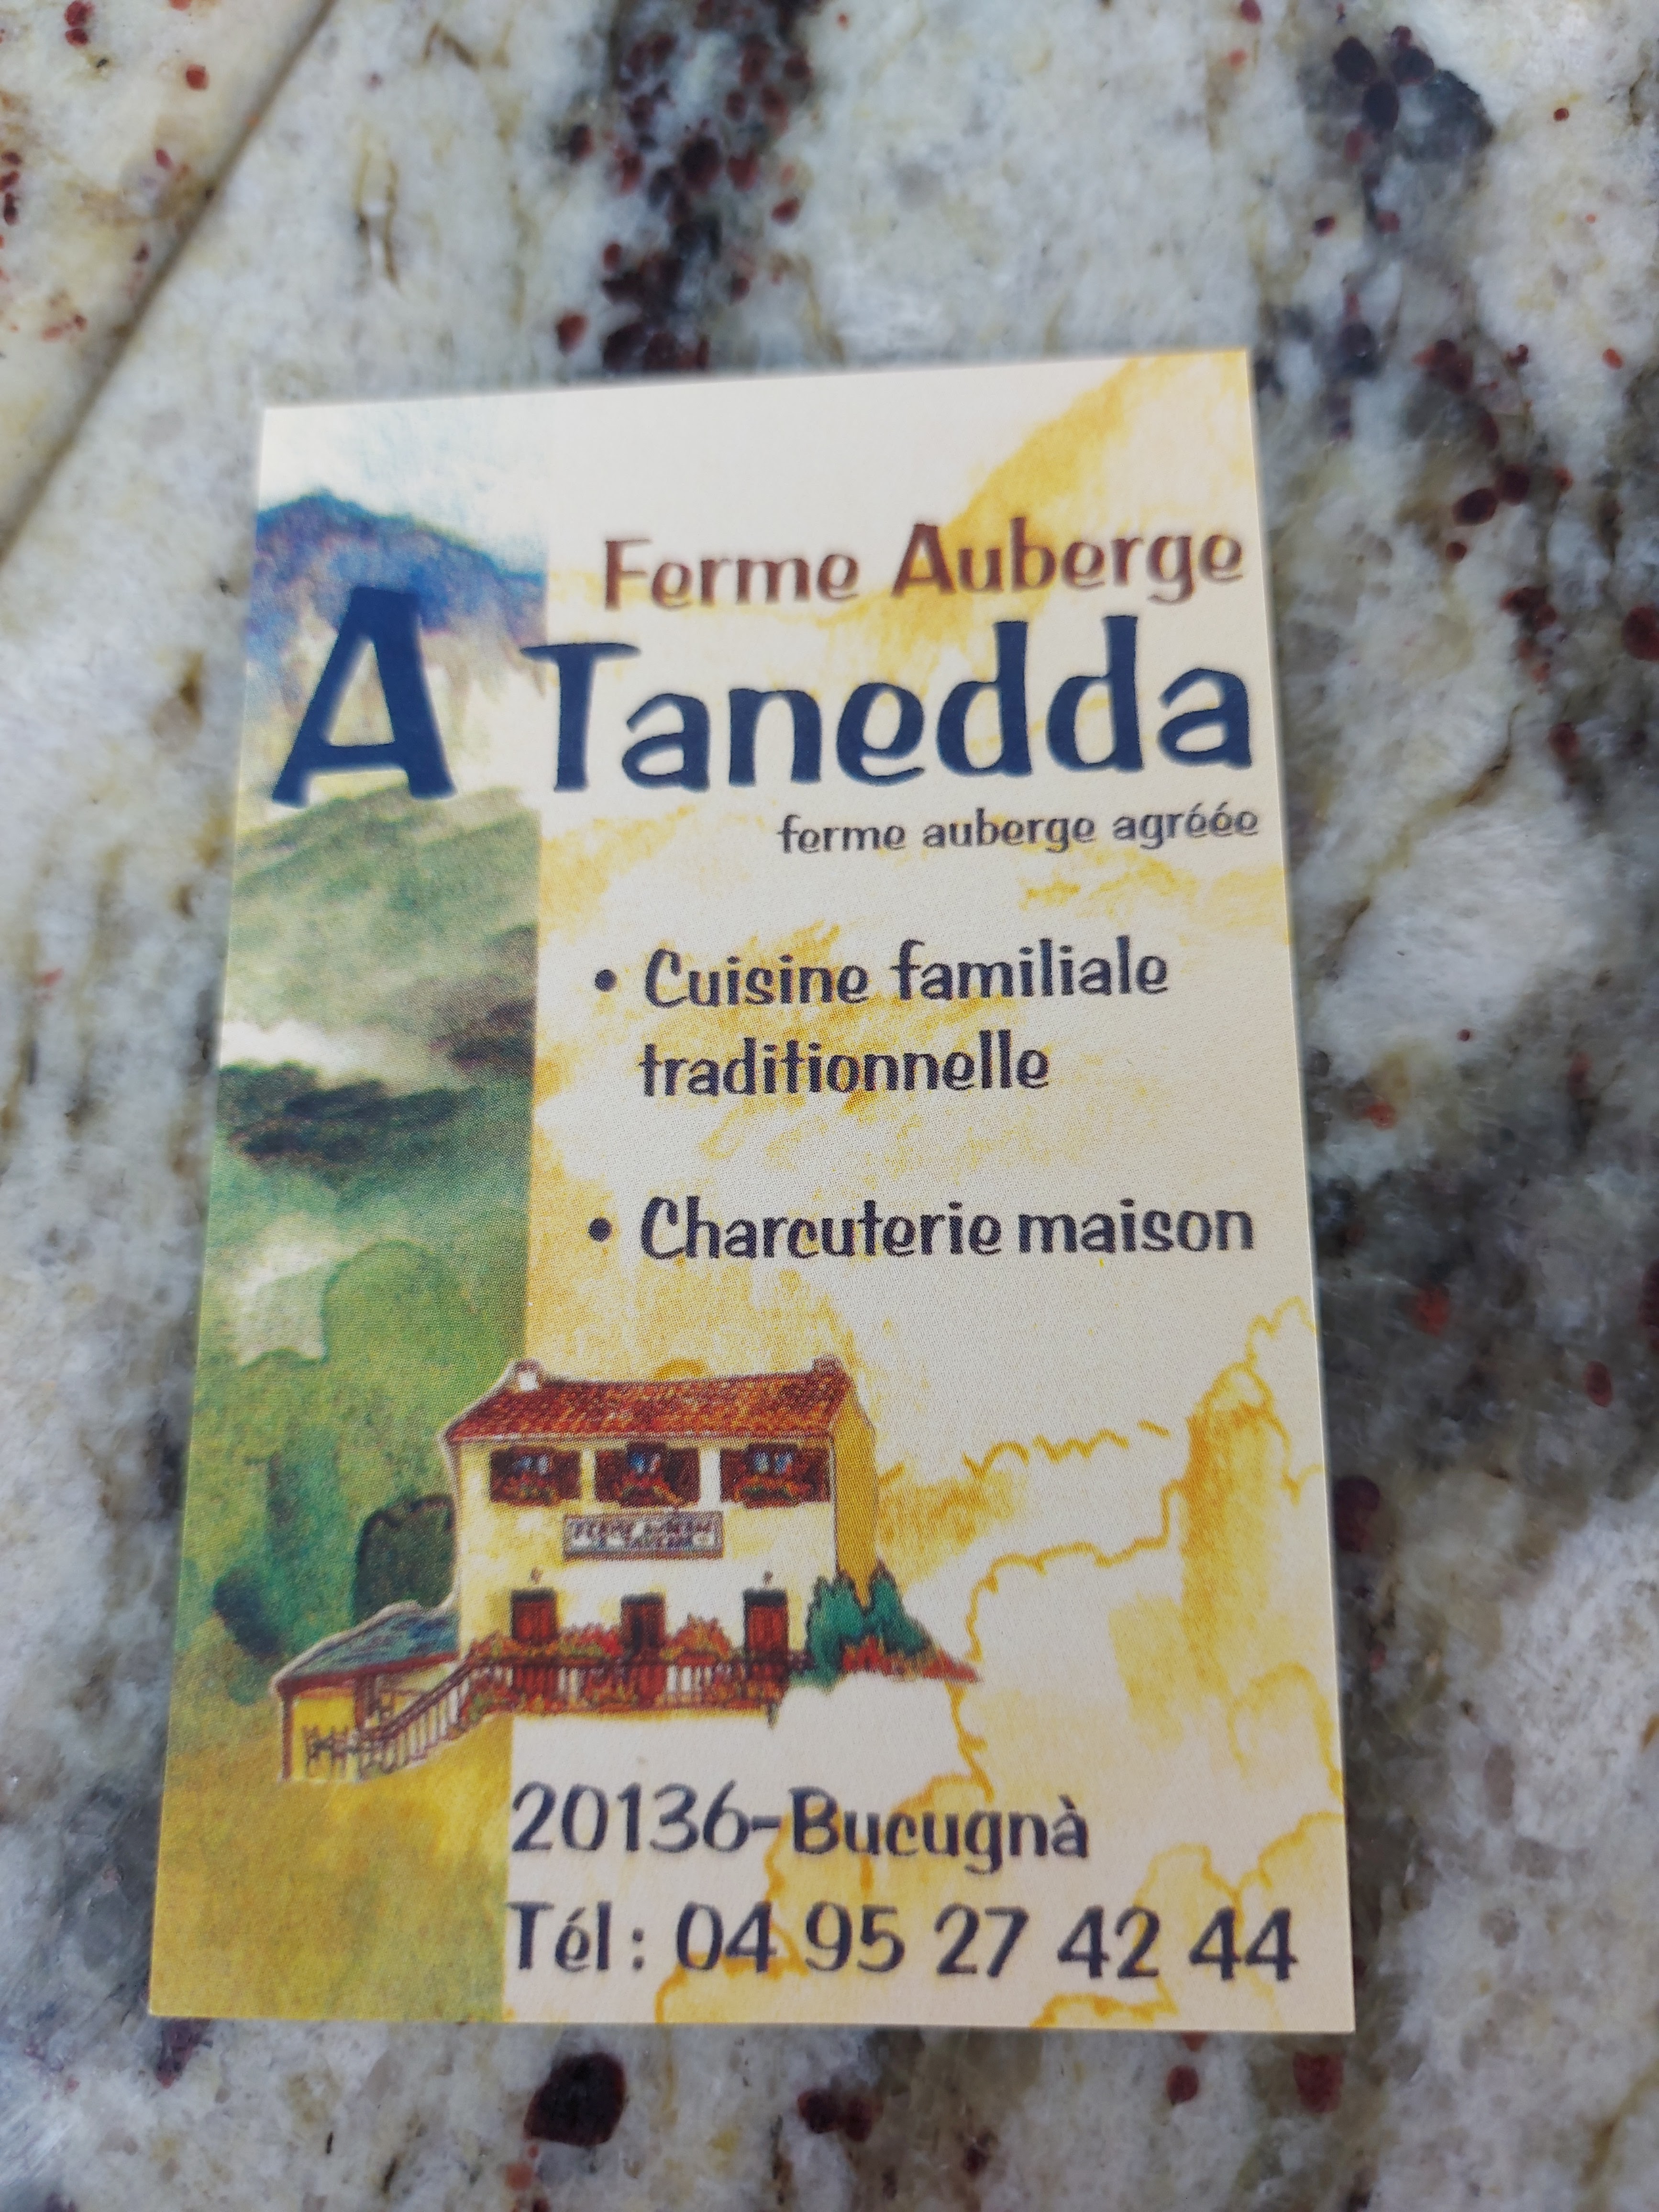 Ferme Auberge
A Tanedda
ferme auberge agréée
• Cuisine familiale
traditionnelle
• Charcuterie maison
20136-Bucugnà
Tél : 04 95 27 42 44